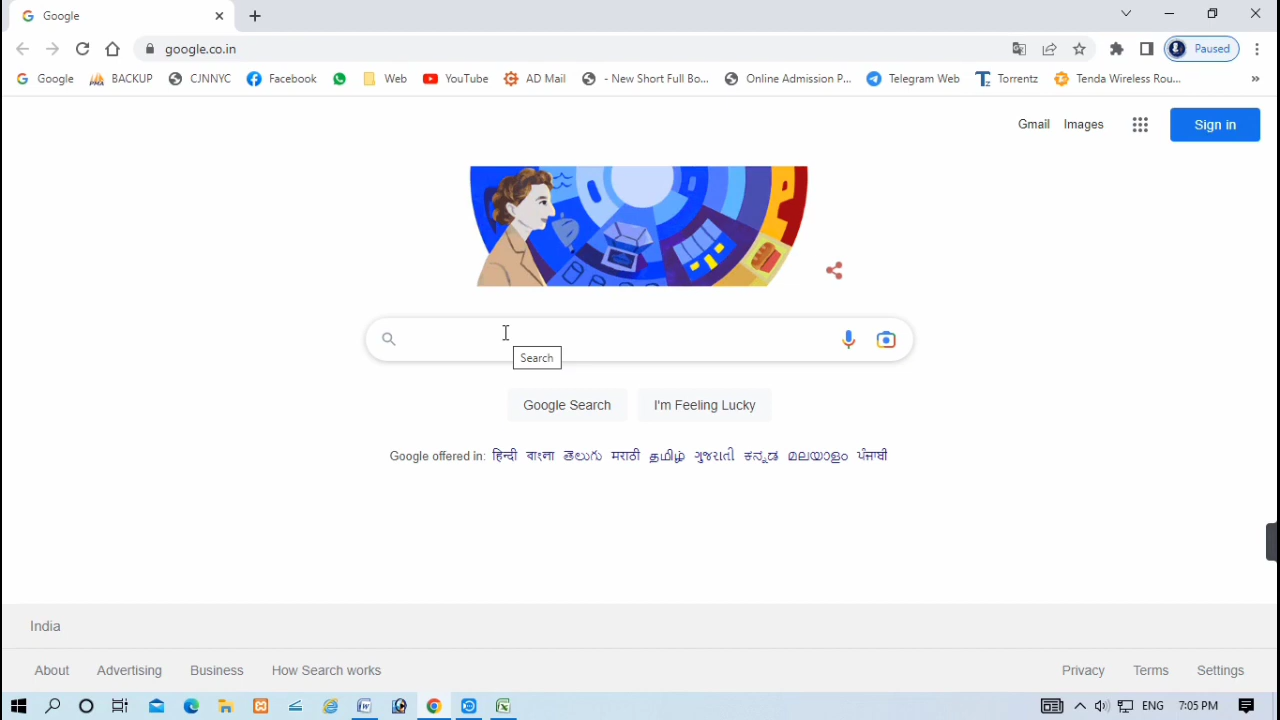 Google
google.co.in
Paused
Google BACKUP CJNNYC Facebook Web YouTube AD Mail - New Short Full Bo... Online Admission P... Telegram Web Torrentz Tenda Wireless Rou... »
Gmail Images Sign in
Search
Google Search I'm Feeling Lucky
Google offered in: हिन्दी বাংলা తెలుగు मराठी தமிழ் ગુજરાતી ಕನ್ನಡ മലയാളം ਪੰਜਾਬੀ
India
About Advertising Business How Search works Privacy Terms Settings
ENG 7:05 PM